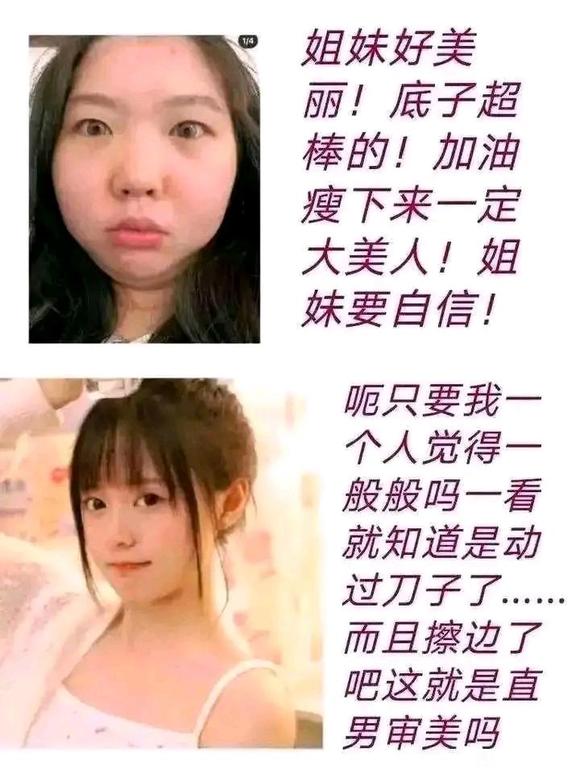 1/4
姐妹好美
丽！底子超
棒的！加油
瘦下来一定
大美人！姐
妹要自信！
呃只要我一
个人觉得一
般般吗一看
就知道是动
过刀子了……
而且擦边了
吧这就是直
男审美吗